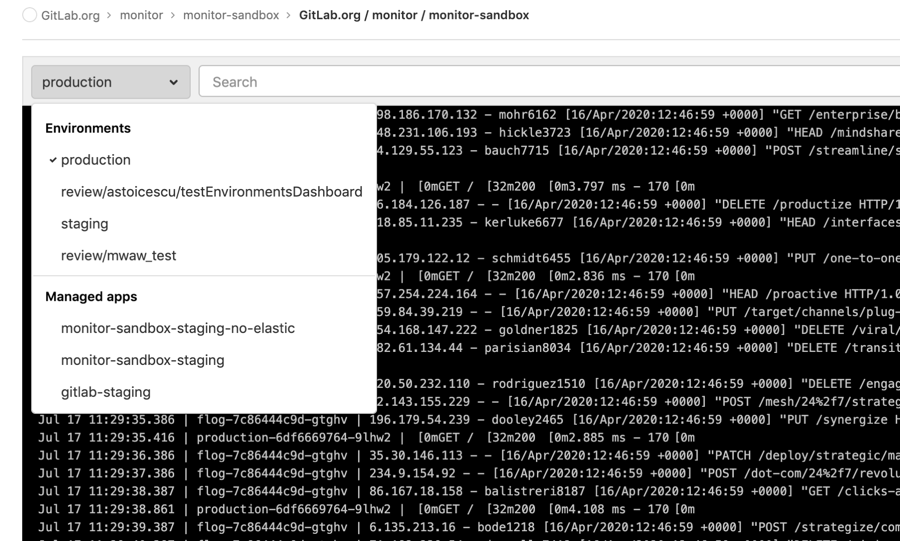 GitLab.org > monitor > monitor-sandbox > GitLab.org / monitor / monitor-sandbox
production
Search
Environments
production
review/astoicescu/testEnvironmentsDashboard
staging
review/mwaw_test
Managed apps
monitor-sandbox-staging-no-elastic
monitor-sandbox-staging
gitlab-staging
98.186.170.132 - mohr6162 [16/Apr/2020:12:46:59 +0000] "GET /enterprise/b
48.231.106.193 - hickle3723 [16/Apr/2020:12:46:59 +0000] "HEAD /mindshare
4.129.55.123 - bauch7715 [16/Apr/2020:12:46:59 +0000] "POST /streamline/s
hw2 | [0mGET / [32m200 [0m3.797 ms - 170 [0m
6.184.126.187 - - [16/Apr/2020:12:46:59 +0000] "DELETE /productize HTTP/1
18.85.11.235 - kerluke6677 [16/Apr/2020:12:46:59 +0000] "HEAD /interfaces
05.179.122.12 - schmidt6455 [16/Apr/2020:12:46:59 +0000] "PUT /one-to-one
hw2 | [0mGET / [32m200 [0m2.836 ms - 170 [0m
57.254.224.164 - - [16/Apr/2020:12:46:59 +0000] "HEAD /proactive HTTP/1.0
59.84.39.219 - - [16/Apr/2020:12:46:59 +0000] "PUT /target/channels/plug-
54.168.147.222 - goldner1825 [16/Apr/2020:12:46:59 +0000] "DELETE /viral/
82.61.134.44 - parisian8034 [16/Apr/2020:12:46:59 +0000] "DELETE /transit
20.50.232.110 - rodriguez1510 [16/Apr/2020:12:46:59 +0000] "DELETE /engag
2.143.155.229 - - [16/Apr/2020:12:46:59 +0000] "POST /mesh/24%2f7/strateg
Jul 17 11:29:35.386 | flog-7c86444c9d-gtghv | 196.179.54.239 - dooley2465 [16/Apr/2020:12:46:59 +0000] "PUT /synergize H
Jul 17 11:29:35.416 | production-6df6669764-9lhw2 | [0mGET / [32m200 [0m2.885 ms - 170 [0m
Jul 17 11:29:36.386 | flog-7c86444c9d-gtghv | 35.30.146.113 - - [16/Apr/2020:12:46:59 +0000] "PATCH /deploy/strategic/ma
Jul 17 11:29:37.386 | flog-7c86444c9d-gtghv | 234.9.154.92 - - [16/Apr/2020:12:46:59 +0000] "POST /dot-com/24%2f7/revolu
Jul 17 11:29:38.387 | flog-7c86444c9d-gtghv | 86.167.18.158 - balistreri8187 [16/Apr/2020:12:46:59 +0000] "GET /clicks-a
Jul 17 11:29:38.861 | production-6df6669764-9lhw2 | [0mGET / [32m200 [0m4.108 ms - 170 [0m
Jul 17 11:29:39.387 | flog-7c86444c9d-gtghv | 6.135.213.16 - bode1218 [16/Apr/2020:12:46:59 +0000] "POST /strategize/com